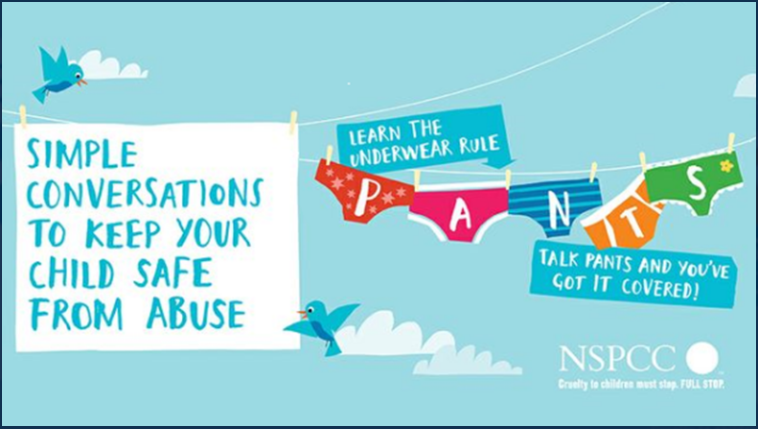 SIMPLE
CONVERSATIONS
TO KEEP YOUR
CHILD SAFE
FROM ABUSE
LEARN THE
UNDERWEAR RULE
PANTS
TALK PANTS AND YOU'VE
GOT IT COVERED!
NSPCC
Cruelty to children must stop. FULL STOP.